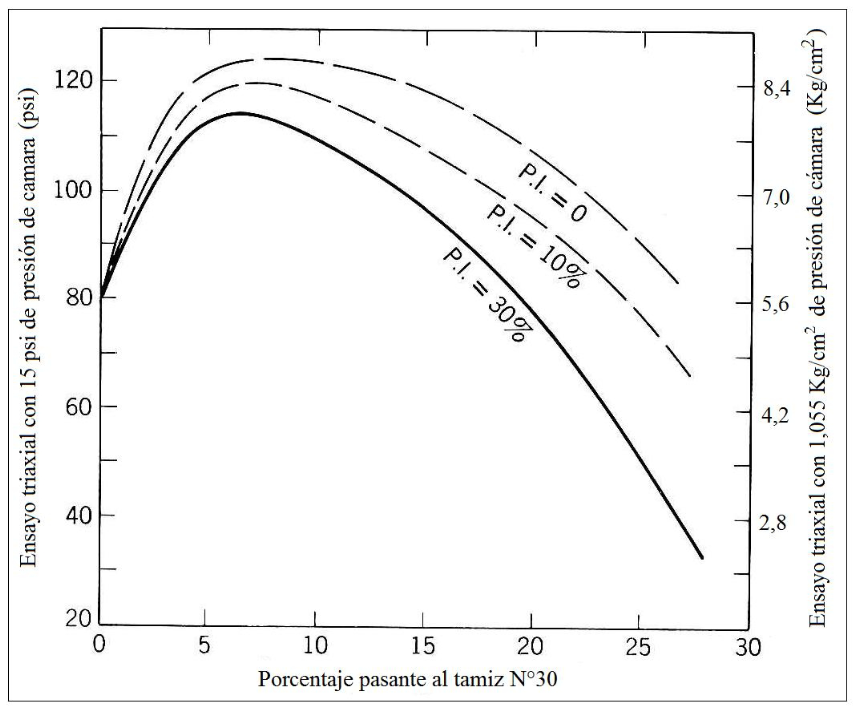 Ensayo triaxial con 15 psi de presión de camara (psi)
120
100
80
60
40
20
P.I. = 0
P.I. = 10%
P.I. = 30%
8,4
7,0
5,6
4,2
2,8
Ensayo triaxial con 1,055 Kg/cm² de presión de cámara (Kg/cm²)
0 5 10 15 20 25 30
Porcentaje pasante al tamiz N°30